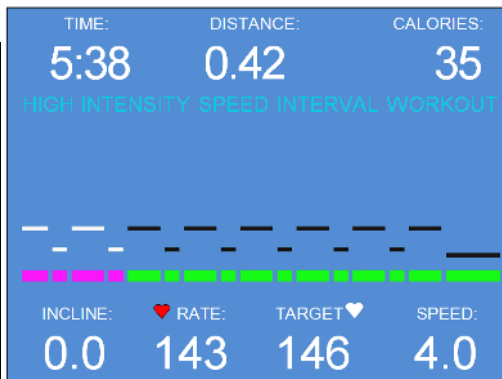 TIME: DISTANCE: CALORIES:
5:38 0.42 35
HIGH INTENSITY SPEED INTERVAL WORKOUT
INCLINE: RATE: TARGET SPEED:
0.0 143 146 4.0